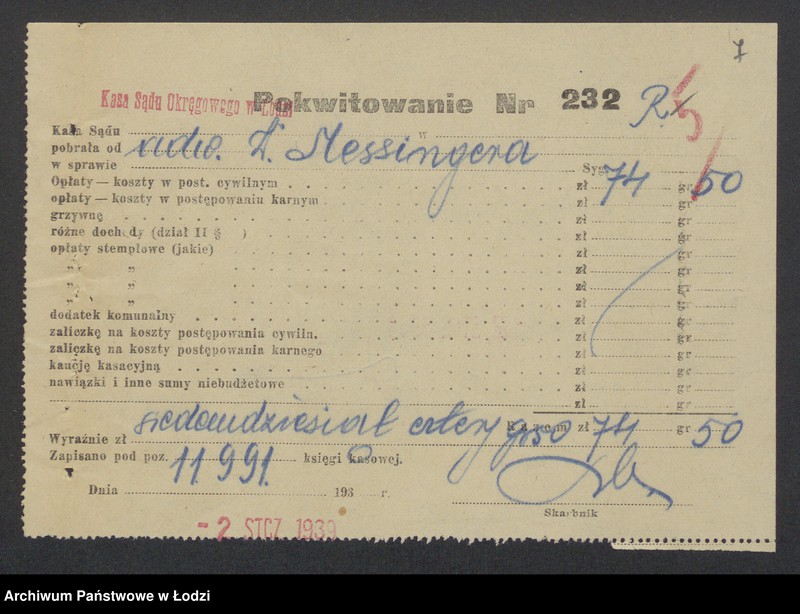 7
Kasa Sądu Okręgowego w Łodzi Pokwitowanie Nr 232 R. 5
Kasa Sądu w
pobrała od adw. L. Messingera
w sprawie Sygn.
Opłaty — koszty w post. cywilnym zł 74 gr 50
opłaty — koszty w postępowaniu karnym zł gr
grzywnę zł gr
różne dochody (dział II § ) zł gr
opłaty stemplowe (jakie) zł gr
„ „ zł gr
„ „ zł gr
„ „ zł gr
dodatek komunalny zł gr
zaliczkę na koszty postępowania cywiln. zł gr
zaliczkę na koszty postępowania karnego zł gr
kaucję kasacyjną zł gr
nawiązki i inne sumy niebudżetowe zł gr
zł gr
Wyraźnie zł siedemdziesiąt cztery gr 50 Razem zł 74 gr 50
Zapisano pod poz. 11.991. księgi kasowej.
Dnia 193 r.
Skarbnik
- 2 STCZ. 1939
Archiwum Państwowe w Łodzi